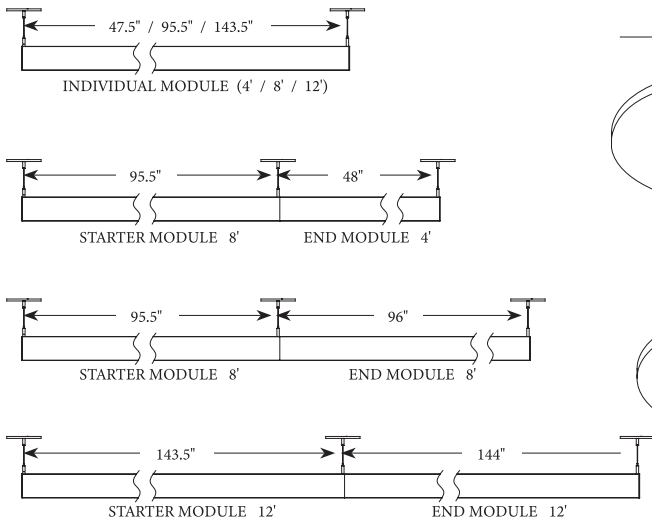 47.5" / 95.5" / 143.5"
INDIVIDUAL MODULE (4' / 8' / 12')
95.5" 48"
STARTER MODULE 8' END MODULE 4'
95.5" 96"
STARTER MODULE 8' END MODULE 8'
143.5" 144"
STARTER MODULE 12' END MODULE 12'